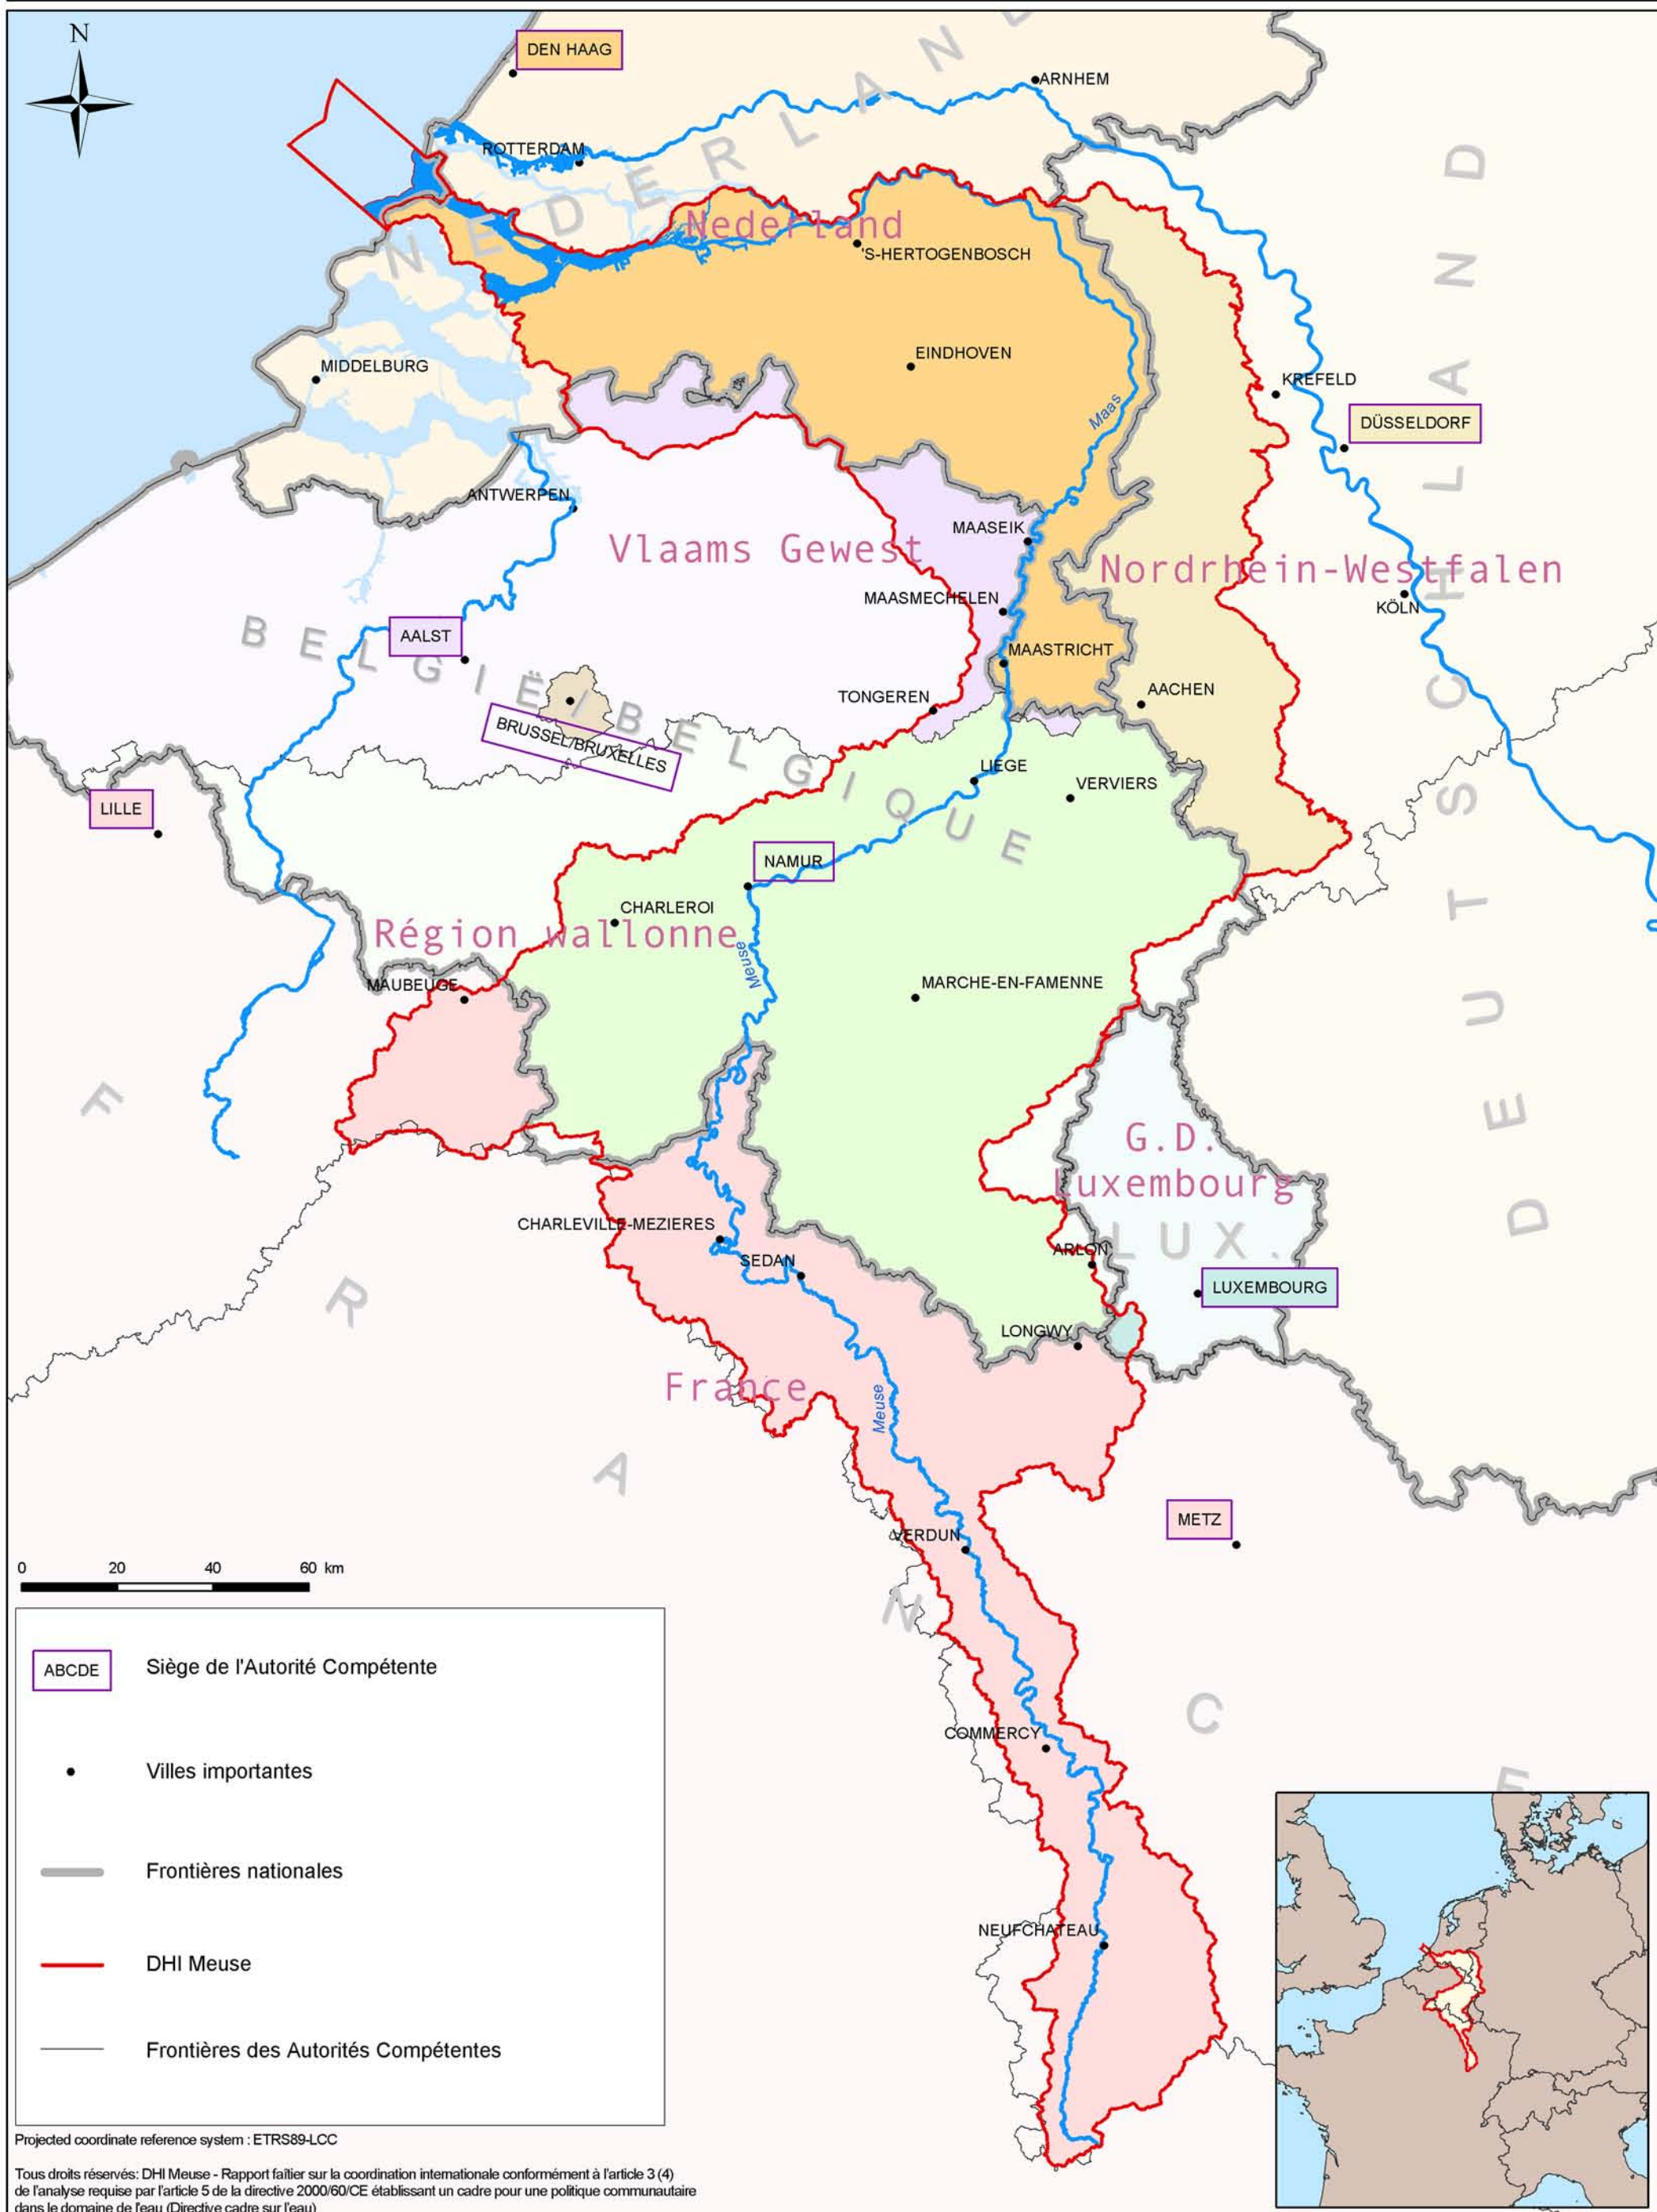 N
DEN HAAG
ARNHEM
ROTTERDAM
NEDERLAND
Nederland
'S-HERTOGENBOSCH
MIDDELBURG
EINDHOVEN
KREFELD
DÜSSELDORF
Maas
ANTWERPEN
MAASEIK
Vlaams Gewest
Nordrhein-Westfalen
MAASMECHELEN
KÖLN
AALST
BELGIË/BELGIQUE
MAASTRICHT
TONGEREN
AACHEN
BRUSSEL/BRUXELLES
LIEGE
VERVIERS
LILLE
NAMUR
CHARLEROI
Région wallonne
Meuse
MAUBEUGE
MARCHE-EN-FAMENNE
DEUTSCHLAND
G.D.
Luxembourg
CHARLEVILLE-MEZIERES
LUX.
ARLON
SEDAN
LUXEMBOURG
LONGWY
France
Meuse
FRANCE
METZ
VERDUN
COMMERCY
NEUFCHATEAU
0 20 40 60 km
ABCDE Siège de l'Autorité Compétente
Villes importantes
Frontières nationales
DHI Meuse
Frontières des Autorités Compétentes
Projected coordinate reference system : ETRS89-LCC
Tous droits réservés: DHI Meuse - Rapport faîtier sur la coordination internationale conformément à l'article 3 (4)
de l'analyse requise par l'article 5 de la directive 2000/60/CE établissant un cadre pour une politique communautaire
dans le domaine de l'eau (Directive cadre sur l'eau)